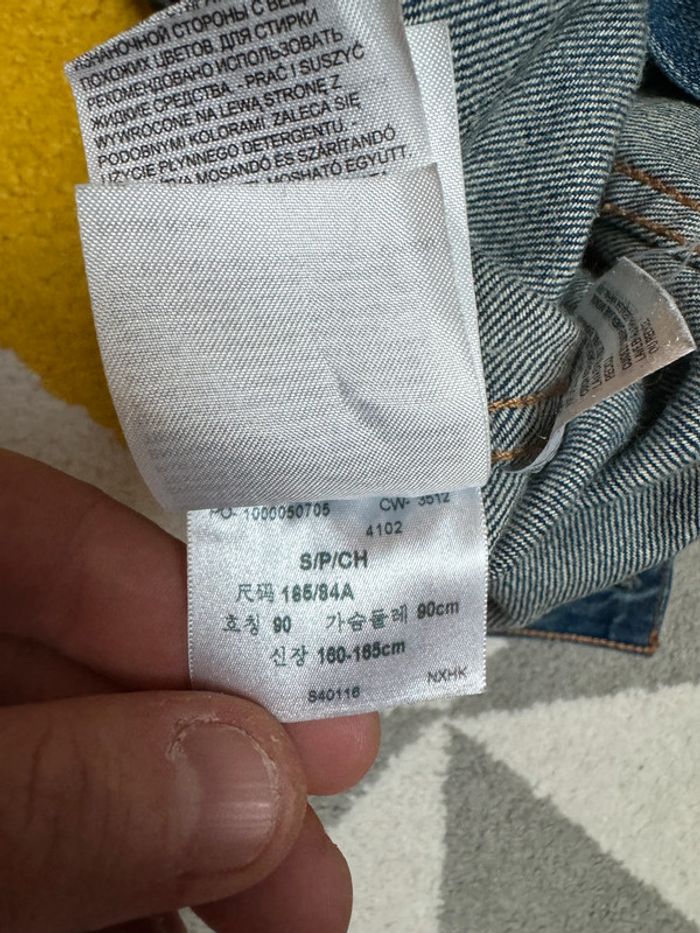 ЗНАНОЧНОЙ СТОРОНЫ С ВЕЩ
ПОХОЖИХ ЦВЕТОВ. ДЛЯ СТИРКИ
РЕКОМЕНДОВАНО ИСПОЛЬЗОВАТЬ
ЖИДКИЕ СРЕДСТВА. - PRAĆ I SUSZYĆ
WYWRÓCONE NA LEWĄ STRONĘ Z
PODOBNYMI KOLORAMI. ZALECA SIĘ
UŻYCIE PŁYNNEGO DETERGENTU. -
MOSANDÓ ÉS SZÁRÍTANDÓ
MOSHATÓ EGYÜTT.
PO- 1000050705 CW- 3512
4102
S/P/CH
尺码 165/84A
호칭 90 가슴둘레 90cm
신장 160-165cm
S40116 NXHK